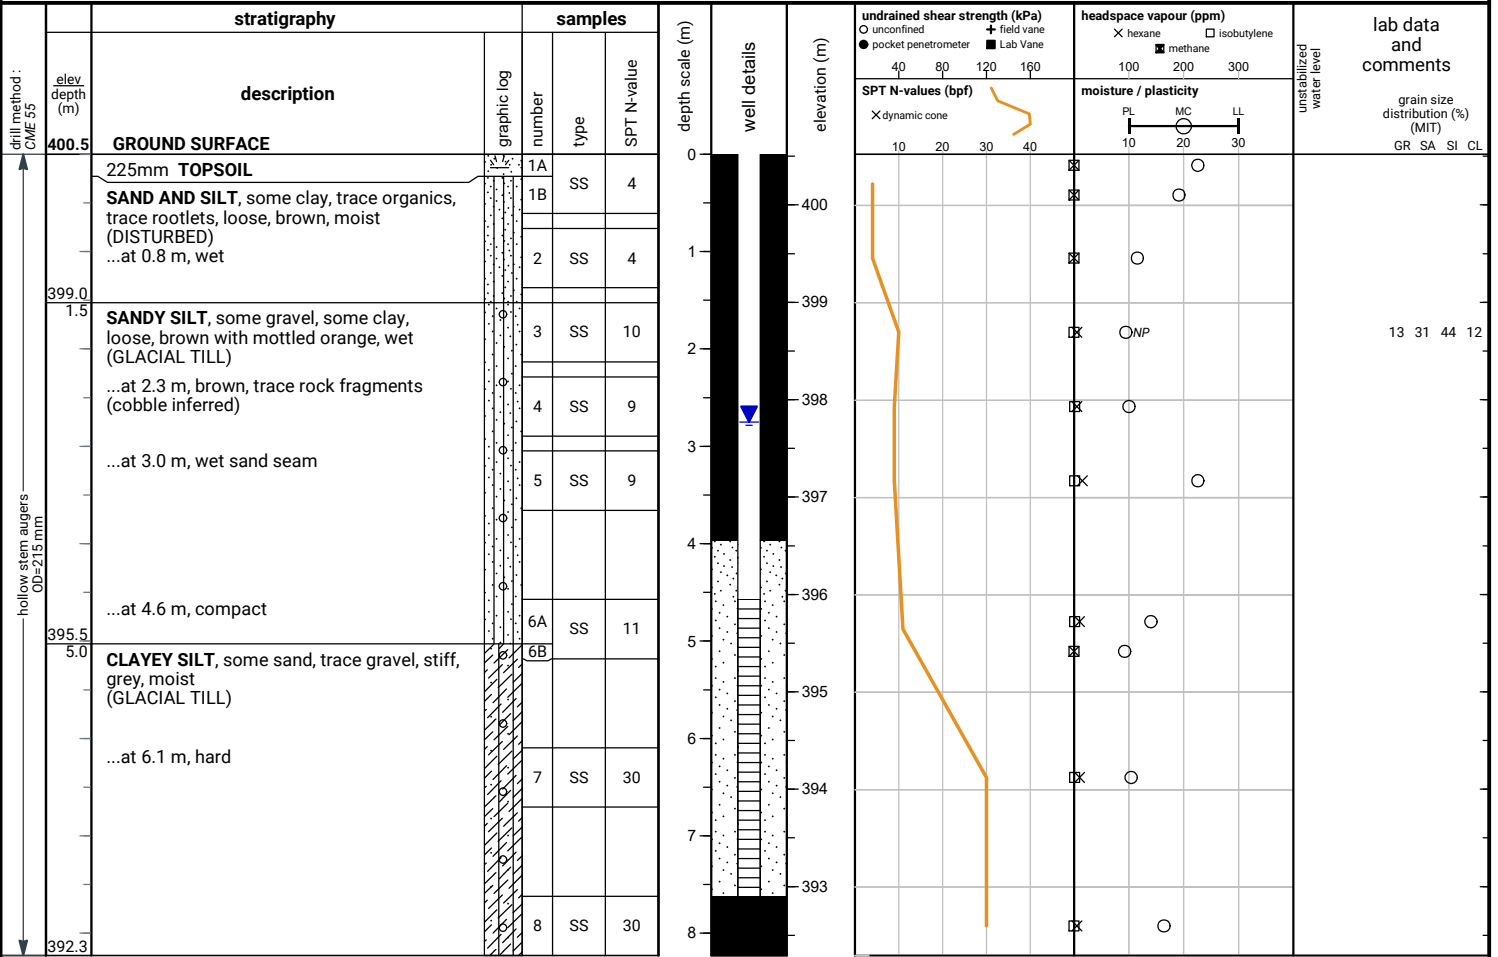 stratigraphy
samples
drill method :
CME 55
elev
depth
(m)
description
graphic log
number
type
SPT N-value
depth scale (m)
well details
elevation (m)
undrained shear strength (kPa)
unconfined
field vane
pocket penetrometer
Lab Vane
40 80 120 160
SPT N-values (bpf)
dynamic cone
10 20 30 40
headspace vapour (ppm)
hexane
isobutylene
methane
100 200 300
moisture / plasticity
PL MC LL
10 20 30
unstabilized
water level
lab data
and
comments
grain size
distribution (%)
(MIT)
GR SA SI CL
400.5 GROUND SURFACE
225mm TOPSOIL
SAND AND SILT, some clay, trace organics,
trace rootlets, loose, brown, moist
(DISTURBED)
...at 0.8 m, wet
399.0
1.5
SANDY SILT, some gravel, some clay,
loose, brown with mottled orange, wet
(GLACIAL TILL)
...at 2.3 m, brown, trace rock fragments
(cobble inferred)
...at 3.0 m, wet sand seam
...at 4.6 m, compact
395.5
5.0
CLAYEY SILT, some sand, trace gravel, stiff,
grey, moist
(GLACIAL TILL)
...at 6.1 m, hard
392.3
hollow stem augers
OD=215 mm
1A
1B
SS 4
2 SS 4
3 SS 10
4 SS 9
5 SS 9
6A
6B
SS 11
7 SS 30
8 SS 30
0
1
2
3
4
5
6
7
8
400
399
398
397
396
395
394
393
NP
13 31 44 12